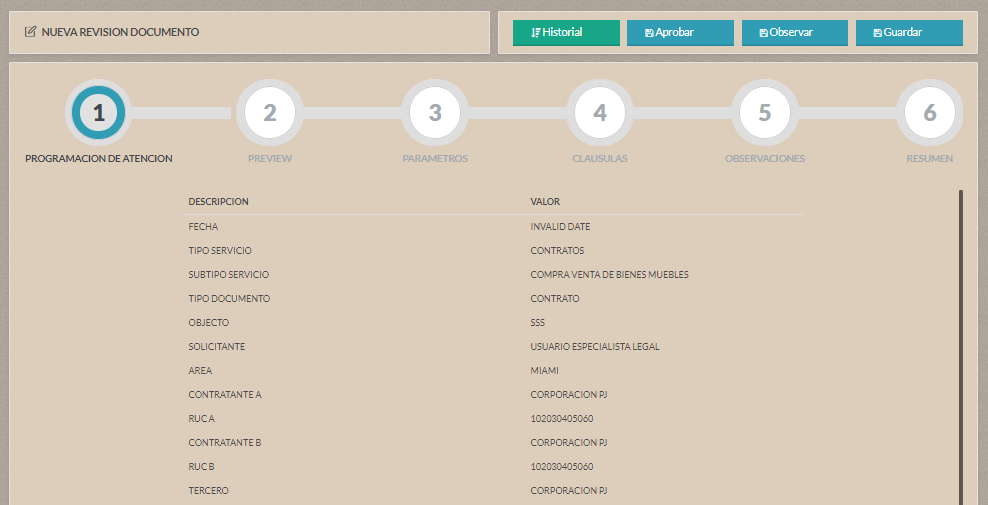 NUEVA REVISION DOCUMENTO
Historial
Aprobar
Observar
Guardar
1
2
3
4
5
6
PROGRAMACION DE ATENCION
PREVIEW
PARAMETROS
CLAUSULAS
OBSERVACIONES
RESUMEN
DESCRIPCION VALOR
FECHA INVALID DATE
TIPO SERVICIO CONTRATOS
SUBTIPO SERVICIO COMPRA VENTA DE BIENES MUEBLES
TIPO DOCUMENTO CONTRATO
OBJECTO SSS
SOLICITANTE USUARIO ESPECIALISTA LEGAL
AREA MIAMI
CONTRATANTE A CORPORACION PJ
RUC A 102030405060
CONTRATANTE B CORPORACION PJ
RUC B 102030405060
TERCERO CORPORACION PJ